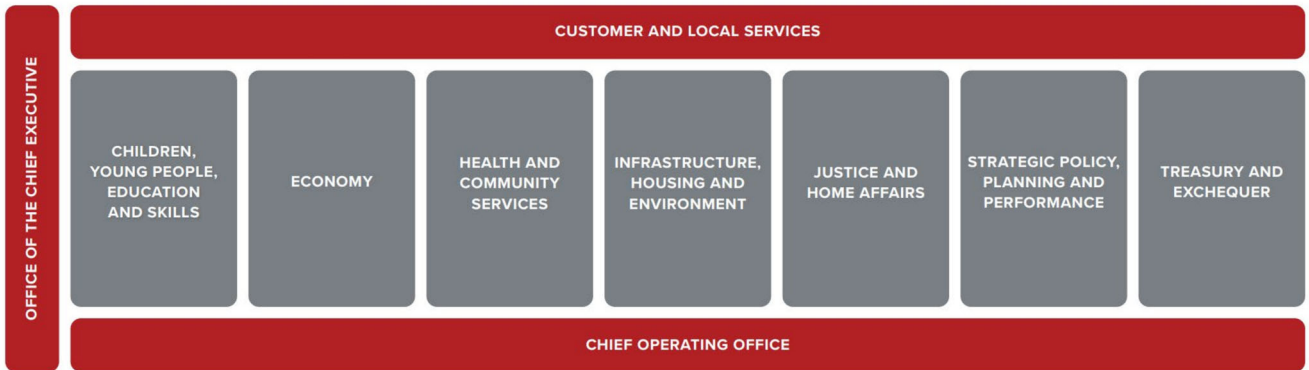 OFFICE OF THE CHIEF EXECUTIVE
CUSTOMER AND LOCAL SERVICES
CHILDREN,
YOUNG PEOPLE,
EDUCATION
AND SKILLS
ECONOMY
HEALTH AND
COMMUNITY
SERVICES
INFRASTRUCTURE,
HOUSING AND
ENVIRONMENT
JUSTICE AND
HOME AFFAIRS
STRATEGIC POLICY,
PLANNING AND
PERFORMANCE
TREASURY AND
EXCHEQUER
CHIEF OPERATING OFFICE